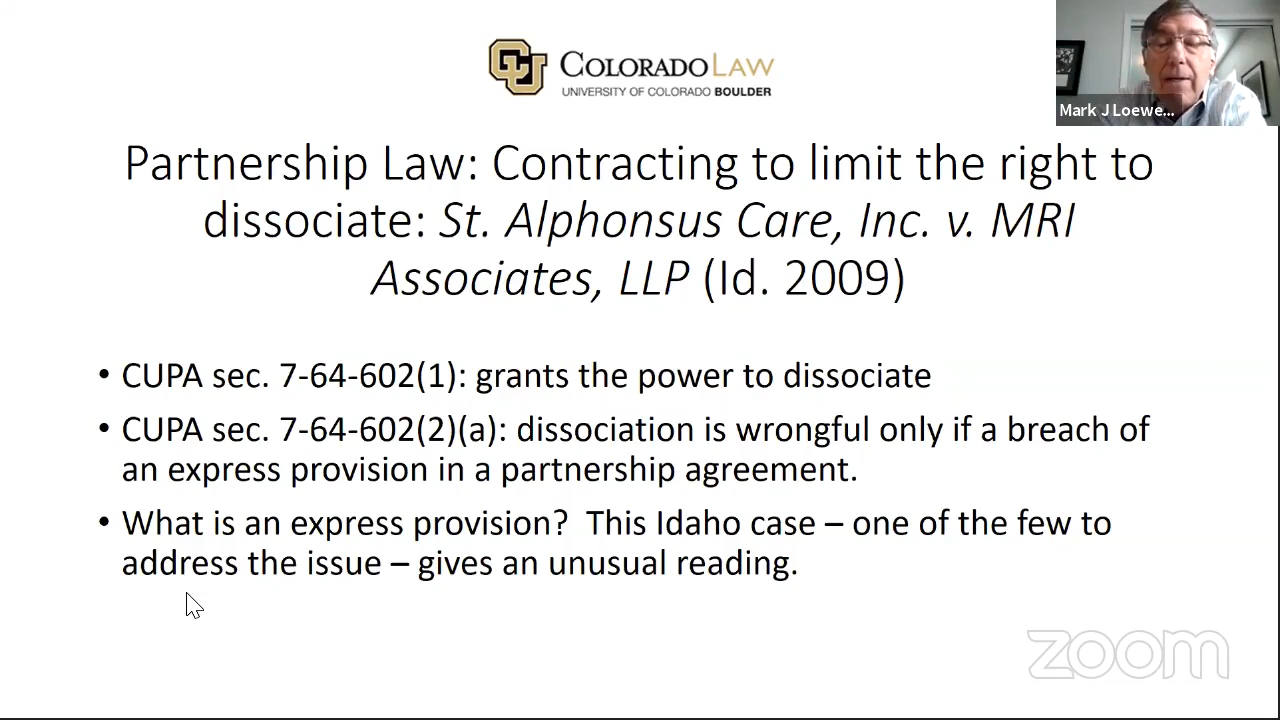 COLORADO LAW
UNIVERSITY OF COLORADO BOULDER
Mark J Loewe...
Partnership Law: Contracting to limit the right to
dissociate: St. Alphonsus Care, Inc. v. MRI
Associates, LLP (Id. 2009)
• CUPA sec. 7-64-602(1): grants the power to dissociate
• CUPA sec. 7-64-602(2)(a): dissociation is wrongful only if a breach of
an express provision in a partnership agreement.
• What is an express provision?  This Idaho case – one of the few to
address the issue – gives an unusual reading.
zoom